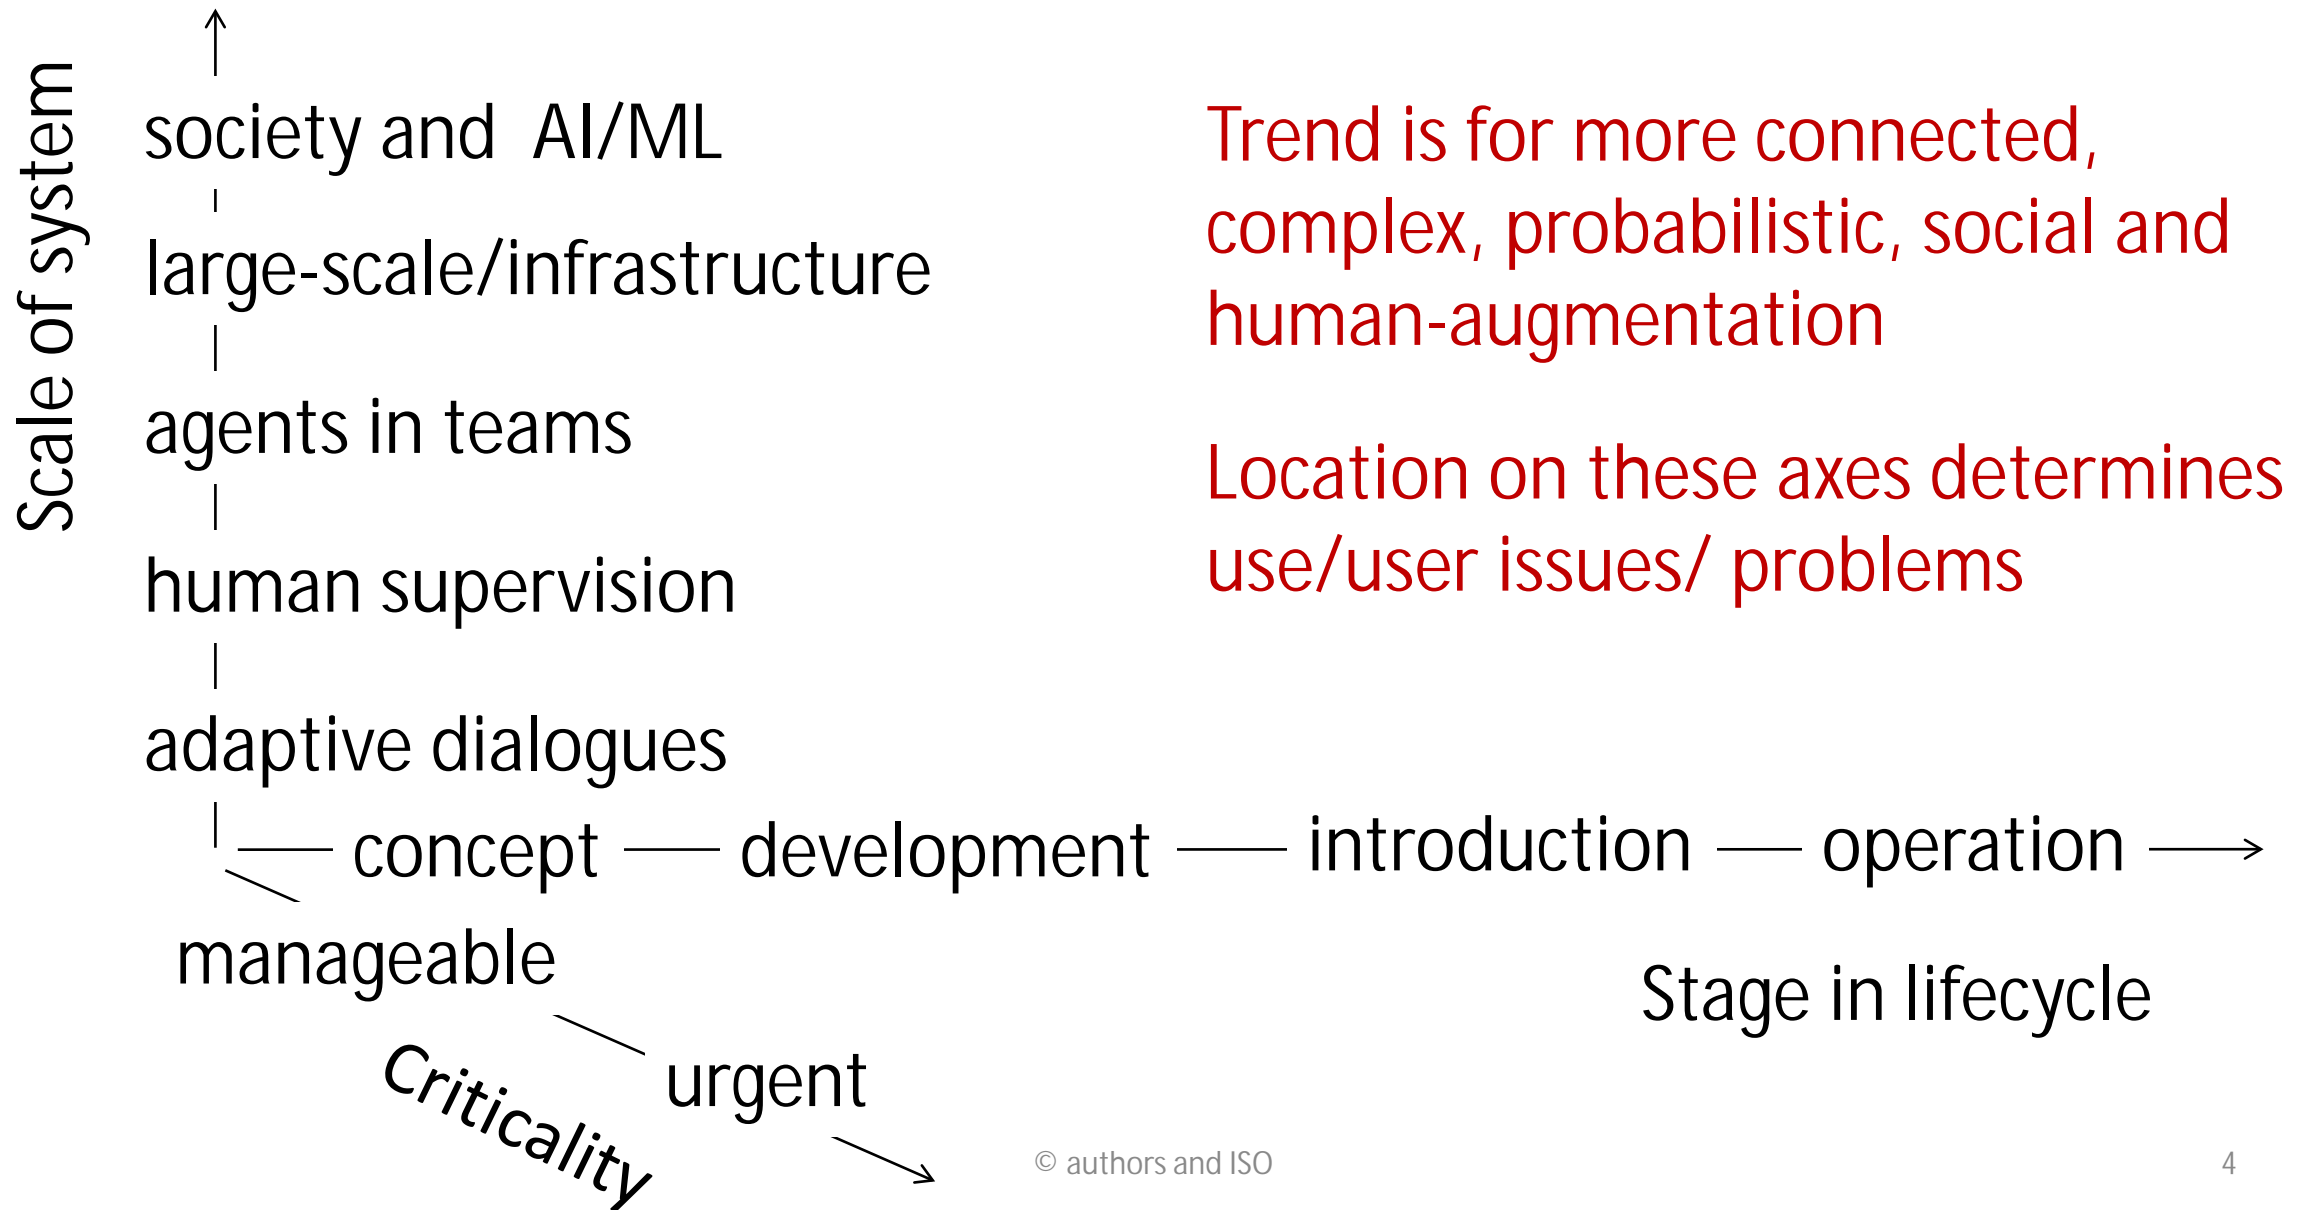 Scale of system
society and AI/ML
large-scale/infrastructure
agents in teams
human supervision
adaptive dialogues
Trend is for more connected,
complex, probabilistic, social and
human-augmentation
Location on these axes determines
use/user issues/ problems
concept development introduction operation
Stage in lifecycle
manageable
urgent
Criticality
© authors and ISO
4